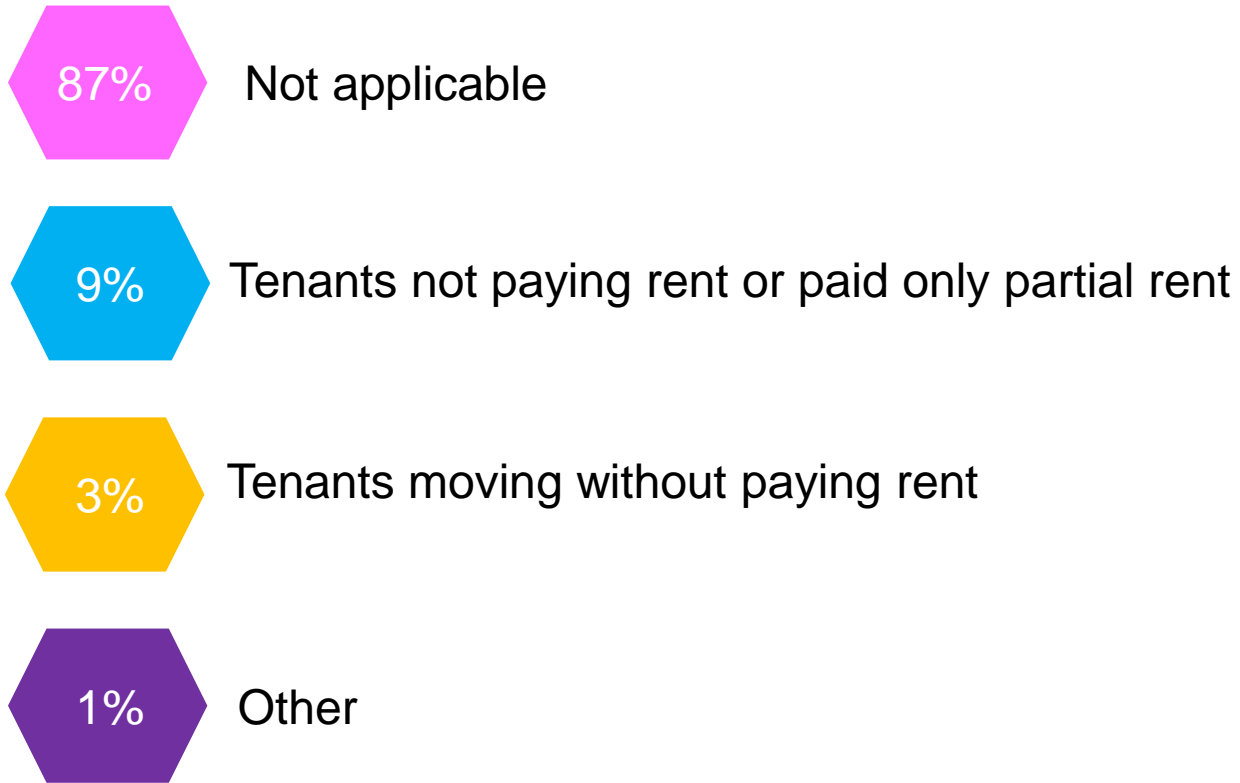 87% Not applicable
9% Tenants not paying rent or paid only partial rent
3% Tenants moving without paying rent
1% Other